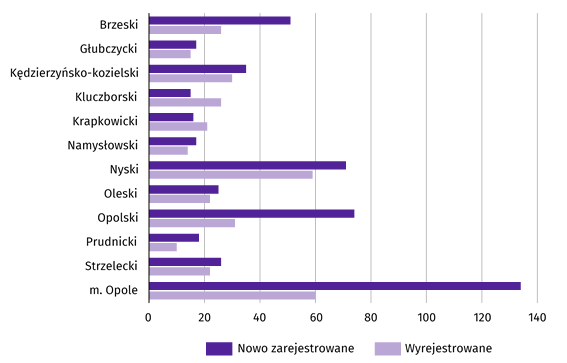 Brzeski
Głubczycki
Kędzierzyńsko-kozielski
Kluczborski
Krapkowicki
Namysłowski
Nyski
Oleski
Opolski
Prudnicki
Strzelecki
m. Opole
0 20 40 60 80 100 120 140
Nowo zarejestrowane Wyrejestrowane